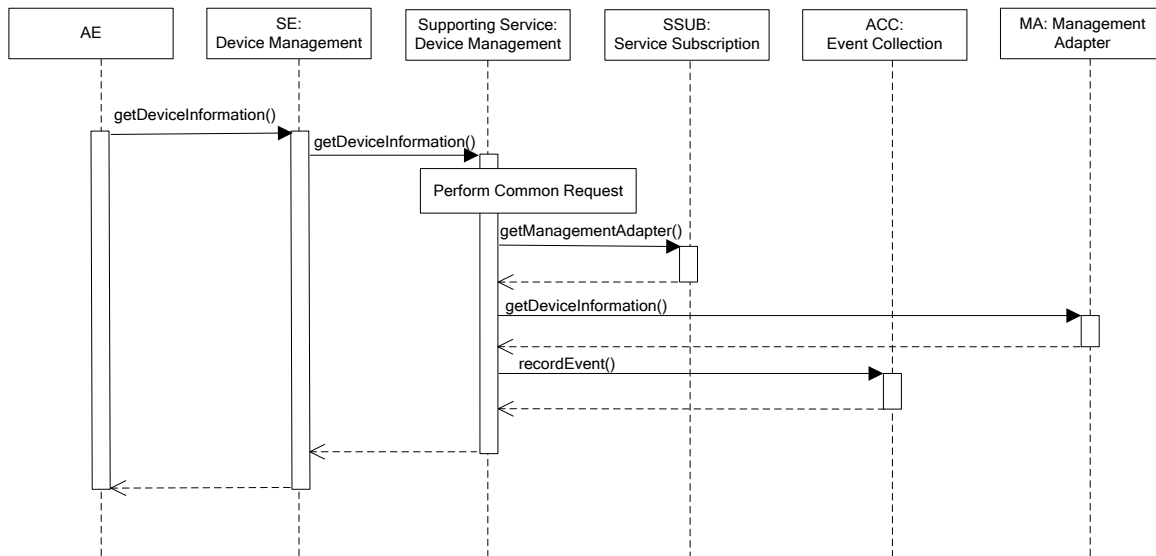 AE
SE:
Device Management
Supporting Service:
Device Management
SSUB:
Service Subscription
ACC:
Event Collection
MA: Management
Adapter
getDeviceInformation()
getDeviceInformation()
Perform Common Request
getManagementAdapter()
getDeviceInformation()
recordEvent()